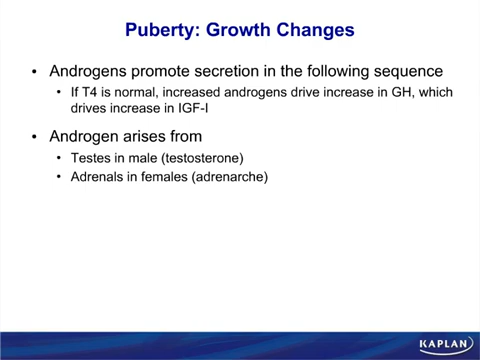 Puberty: Growth Changes
• Androgens promote secretion in the following sequence
• If T4 is normal, increased androgens drive increase in GH, which
drives increase in IGF-I
• Androgen arises from
• Testes in male (testosterone)
• Adrenals in females (adrenarche)
KAPLAN